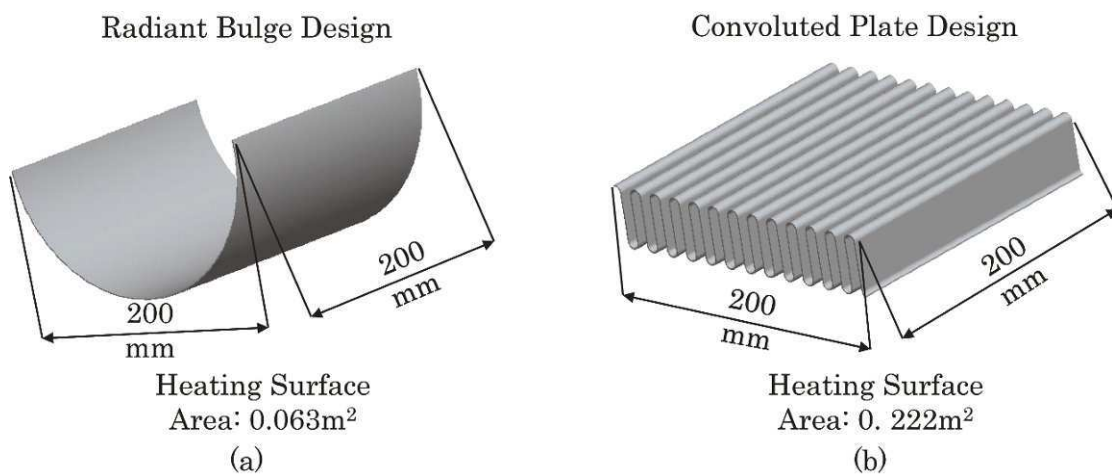 Radiant Bulge Design
200
mm
200
mm
Heating Surface
Area: 0.063m²
(a)
Convoluted Plate Design
200
mm
200
mm
Heating Surface
Area: 0. 222m²
(b)